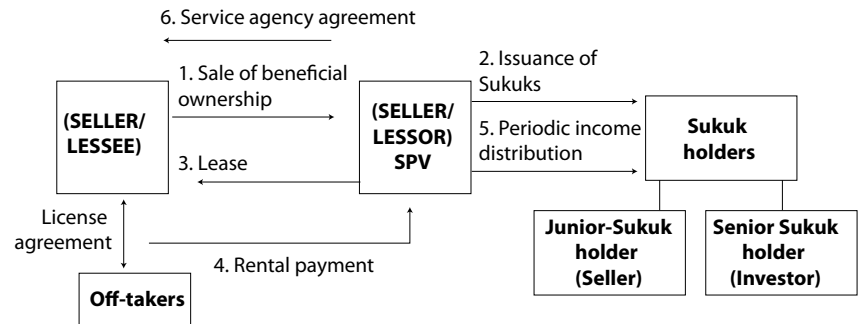 6. Service agency agreement
1. Sale of beneficial
ownership
(SELLER/
LESSEE)
3. Lease
(SELLER/
LESSOR)
SPV
2. Issuance of
Sukuks
5. Periodic income
distribution
Sukuk
holders
License
agreement
4. Rental payment
Off-takers
Junior-Sukuk
holder
(Seller)
Senior Sukuk
holder
(Investor)